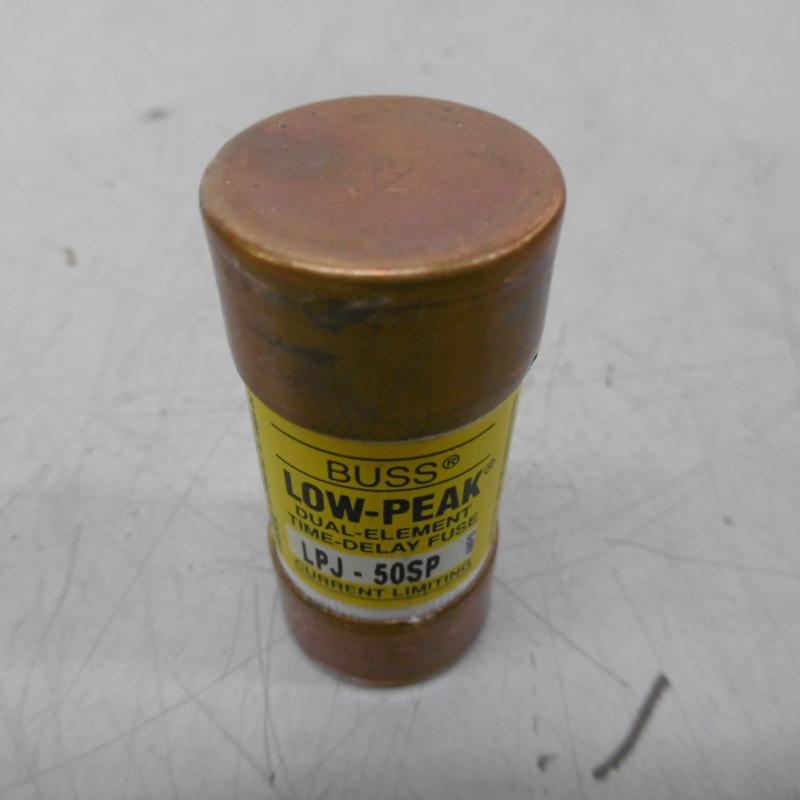 BUSS®
LOW-PEAK®
DUAL-ELEMENT
TIME-DELAY FUSE
LPJ - 50SP
CURRENT LIMITING